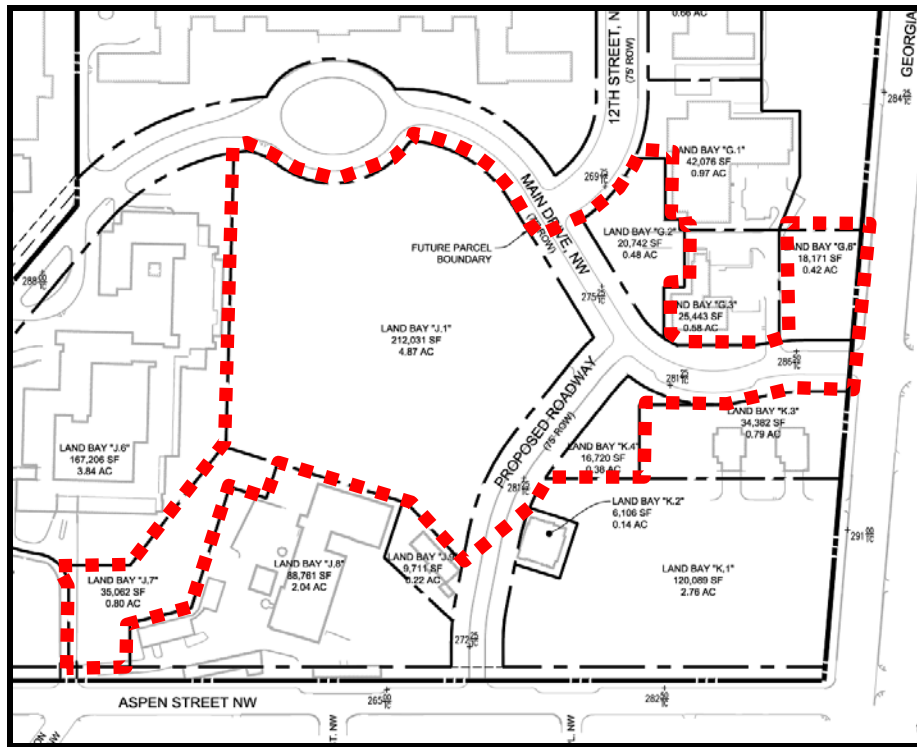 0.66 AC
GEORGIA
12TH STREET, N
(75' ROW)
LAND BAY "G.1"
42,076 SF
0.97 AC
MAIN DRIVE, NW
FUTURE PARCEL
BOUNDARY
LAND BAY "G.2"
20,742 SF
0.48 AC
LAND BAY "G.3"
25,443 SF
0.58 AC
18,171 SF
0.42 AC
LAND BAY "J.1"
212,031 SF
4.87 AC
PROPOSED ROADWAY
(75' ROW)
LAND BAY "K.3"
34,382 SF
0.79 AC
LAND BAY "K.4"
16,720 SF
0.38 AC
LAND BAY "J.6"
167,206 SF
3.84 AC
LAND BAY "K.2"
6,106 SF
0.14 AC
LAND BAY "J.7"
35,062 SF
0.80 AC
LAND BAY "J.8"
88,761 SF
2.04 AC
9,711 SF
0.22 AC
LAND BAY "K.1"
120,089 SF
2.76 AC
ASPEN STREET NW